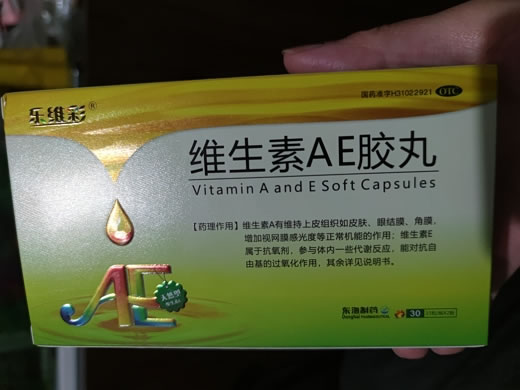 国药准字H31022921 OTC
乐维彩®
维生素AE胶丸
Vitamin A and E Soft Capsules
【药理作用】维生素A有维持上皮组织如皮肤、眼结膜、角膜,
增加视网膜感光度等正常机能的作用;维生素E
属于抗氧剂,参与体内一些代谢反应,能对抗自
由基的过氧化作用,其余详见说明书。
AE
天然型
东海制药
30